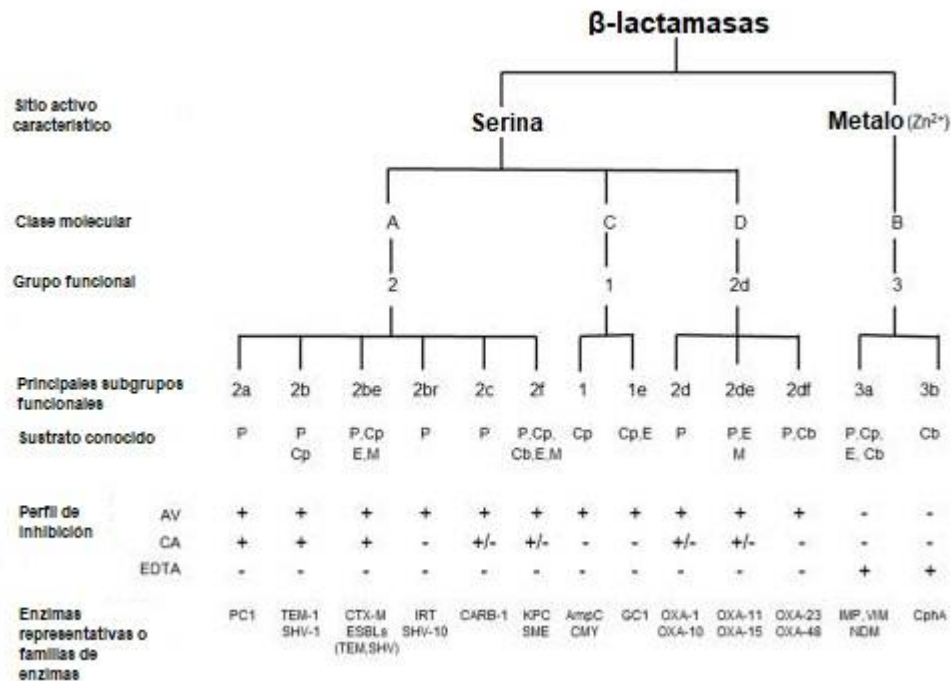 β-lactamasas
Sitio activo
característico
Serina
Metalo (Zn²⁺)
Clase molecular
A C D B
Grupo funcional
2 1 2d 3
Principales subgrupos
funcionales
2a 2b 2be 2br 2c 2f 1 1e 2d 2de 2df 3a 3b
Sustrato conocido
P P P,Cp P P P,Cp, Cp Cp,E P P,E P,Cb P,Cp, Cb
Cp E,M Cb,E,M M E, Cb
Perfil de
inhibición
AV + + + + + + + + + + + - -
CA + + + - +/- +/- - - +/- +/- - - -
EDTA - - - - - - - - - - - + +
Enzimas
representativas o
familias de
enzimas
PC1 TEM-1 CTX-M IRT CARB-1 KPC AmpC GC1 OXA-1 OXA-11 OXA-23 IMP,VIM CphA
SHV-1 ESBLs SHV-10 SME CMY OXA-10 OXA-15 OXA-48 NDM
(TEM,SHV)